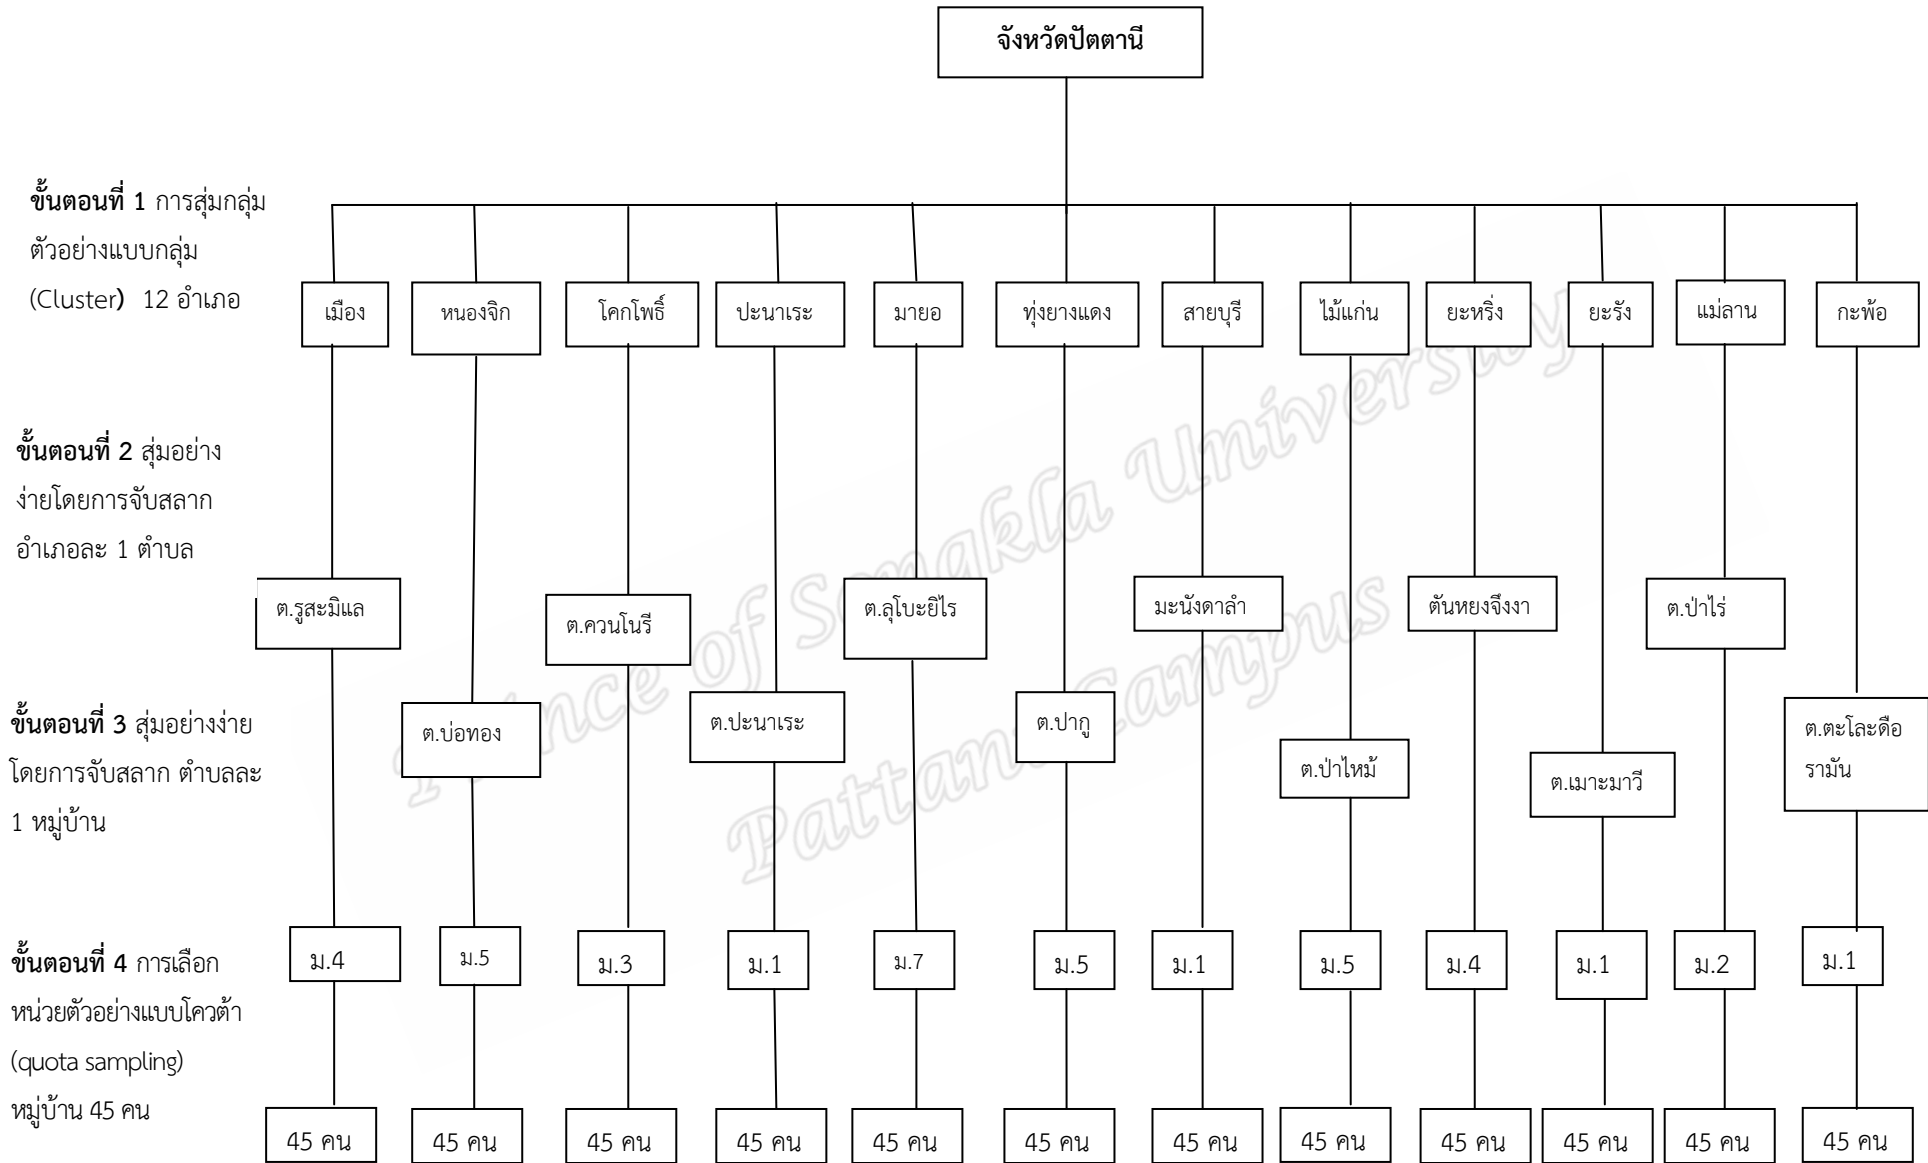 จังหวัดปัตตานี
ขั้นตอนที่ 1 การสุ่มกลุ่ม
ตัวอย่างแบบกลุ่ม
(Cluster) 12 อำเภอ
เมือง
หนองจิก
โคกโพธิ์
ปะนาเระ
มายอ
ทุ่งยางแดง
สายบุรี
ไม้แก่น
ยะหริ่ง
ยะรัง
แม่ลาน
กะพ้อ
ขั้นตอนที่ 2 สุ่มอย่าง
ง่ายโดยการจับสลาก
อำเภอละ 1 ตำบล
ต.รูสะมิแล
ต.ควนโนรี
ต.ลุโบะยิไร
มะนังดาลำ
ตันหยงจึงงา
ต.ป่าไร่
ขั้นตอนที่ 3 สุ่มอย่างง่าย
โดยการจับสลาก ตำบลละ
1 หมู่บ้าน
ต.บ่อทอง
ต.ปะนาเระ
ต.ปากู
ต.ป่าไหม้
ต.เมาะมาวี
ต.ตะโละดือ
รามัน
ขั้นตอนที่ 4 การเลือก
หน่วยตัวอย่างแบบโควต้า
(quota sampling)
หมู่บ้าน 45 คน
ม.4
ม.5
ม.3
ม.1
ม.7
ม.5
ม.1
ม.5
ม.4
ม.1
ม.2
ม.1
45 คน
45 คน
45 คน
45 คน
45 คน
45 คน
45 คน
45 คน
45 คน
45 คน
45 คน
45 คน
Prince of Songkla University
Pattani Campus